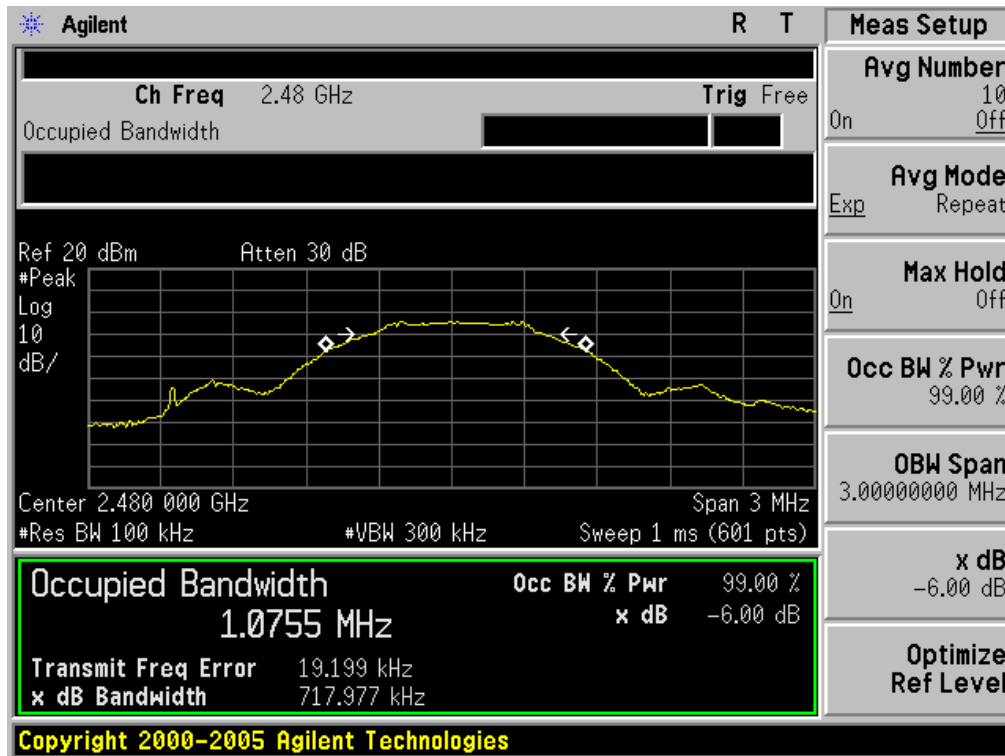 Agilent R T
Ch Freq 2.48 GHz Trig Free
Occupied Bandwidth
Ref 20 dBm Atten 30 dB
#Peak
Log
10
dB/
Center 2.480 000 GHz Span 3 MHz
#Res BW 100 kHz #VBW 300 kHz Sweep 1 ms (601 pts)
Occupied Bandwidth
1.0755 MHz
Occ BW % Pwr 99.00 %
x dB -6.00 dB
Transmit Freq Error 19.199 kHz
x dB Bandwidth 717.977 kHz
Copyright 2000-2005 Agilent Technologies
Meas Setup
Avg Number
10
On Off
Avg Mode
Exp Repeat
Max Hold
On Off
Occ BW % Pwr
99.00 %
OBW Span
3.00000000 MHz
x dB
-6.00 dB
Optimize
Ref Level